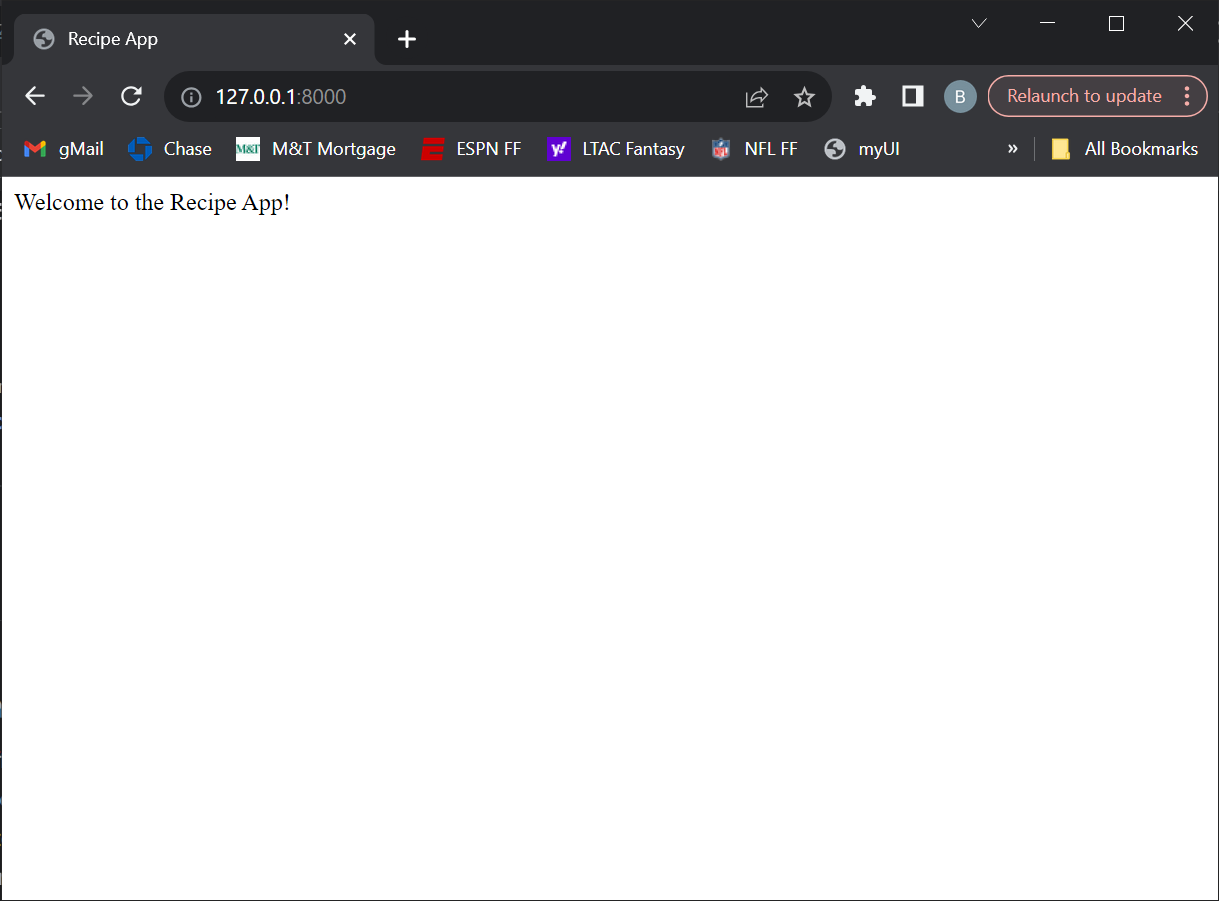 Recipe App
127.0.0.1:8000
B
Relaunch to update
gMail
Chase
M&T
M&T Mortgage
ESPN FF
y!
LTAC Fantasy
NFL
NFL FF
myUI
»
All Bookmarks
Welcome to the Recipe App!